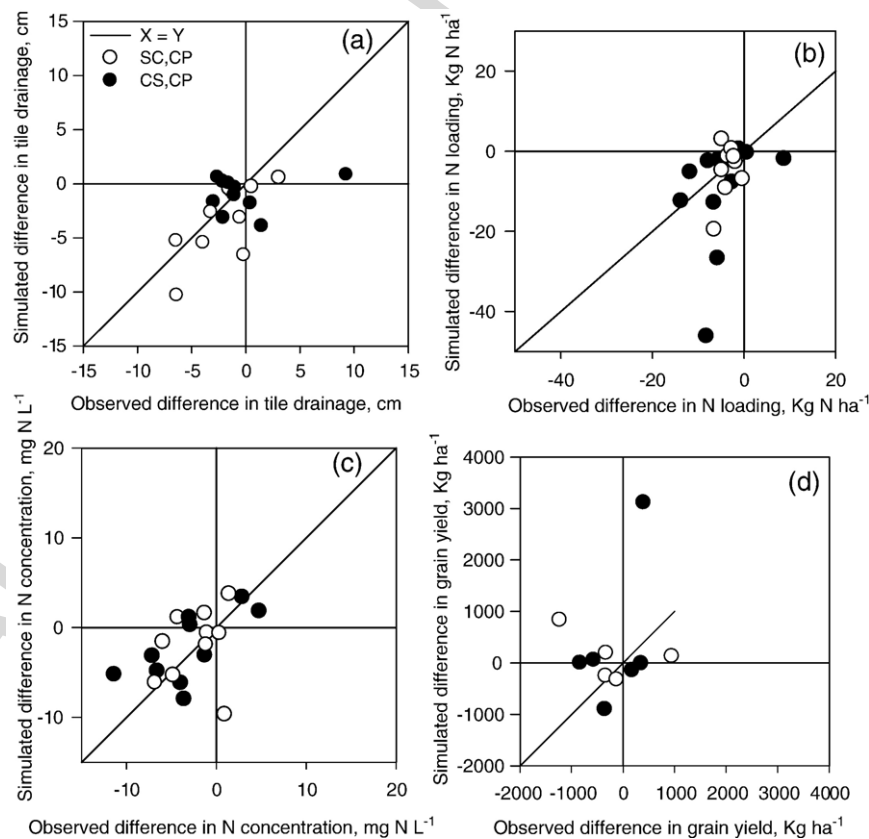 Simulated difference in tile drainage, cm
15
10
5
0
-5
-10
-15
X = Y
SC,CP
CS,CP
(a)
-15 -10 -5 0 5 10 15
Observed difference in tile drainage, cm
Simulated difference in N loading, Kg N ha-1
20
0
-20
-40
(b)
-40 -20 0 20
Observed difference in N loading, Kg N ha-1
Simulated difference in N concentration, mg N L-1
20
10
0
-10
(c)
-10 0 10 20
Observed difference in N concentration, mg N L-1
Simulated difference in grain yield, Kg ha-1
4000
3000
2000
1000
0
-1000
-2000
(d)
-2000 -1000 0 1000 2000 3000 4000
Observed difference in grain yield, Kg ha-1